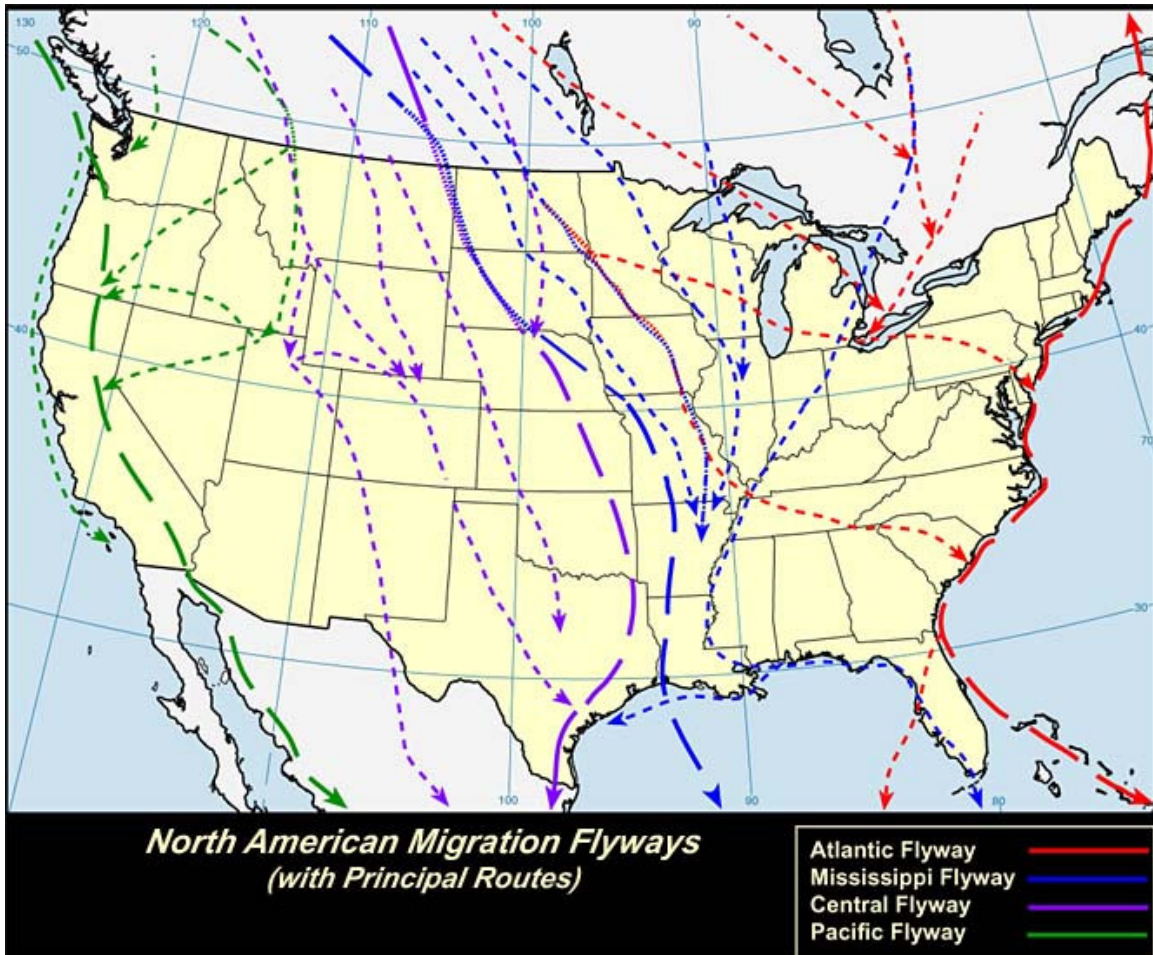 130
120
110
100
90
50
40
40
70
30
100
90
80
North American Migration Flyways
(with Principal Routes)
Atlantic Flyway
Mississippi Flyway
Central Flyway
Pacific Flyway